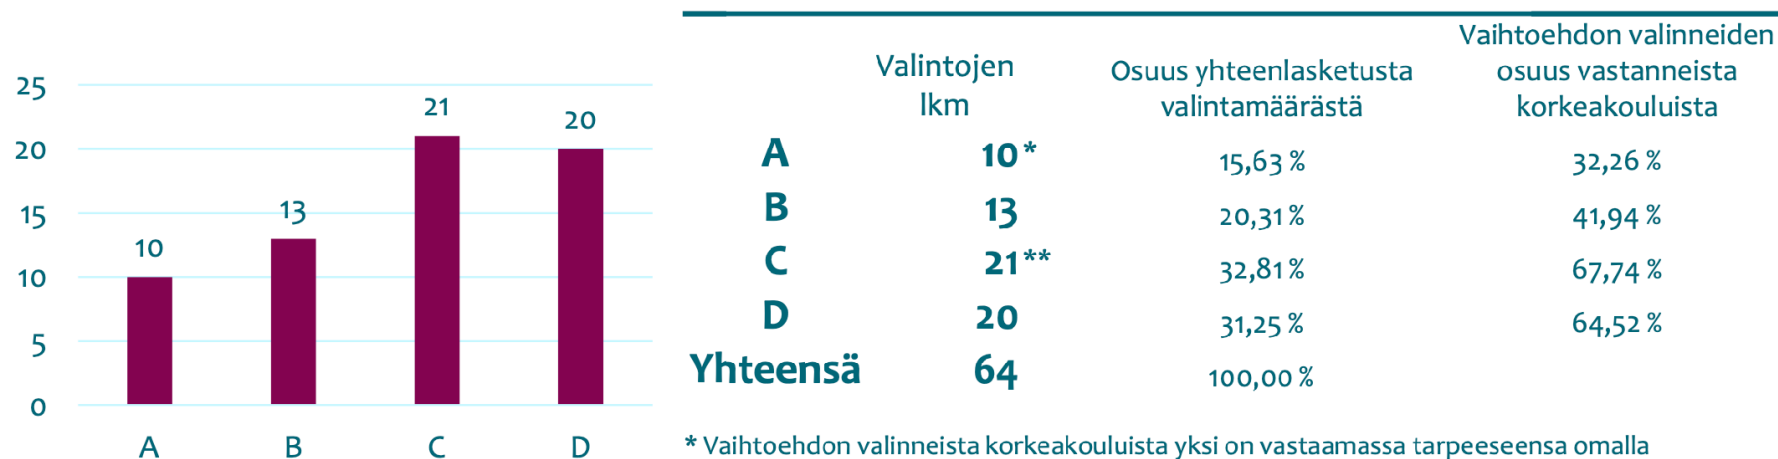 25
20
15
10
5
0
10
13
21
20
A
B
C
D
Valintojen lkm
Osuus yhteenlasketusta valintamäärästä
Vaihtoehdon valinneiden osuus vastanneista korkeakouluista
A 10 * 15,63 % 32,26 %
B 13 20,31 % 41,94 %
C 21 ** 32,81 % 67,74 %
D 20 31,25 % 64,52 %
Yhteensä 64 100,00 %
* Vaihtoehdon valinneista korkeakouluista yksi on vastaamassa tarpeeseensa omalla